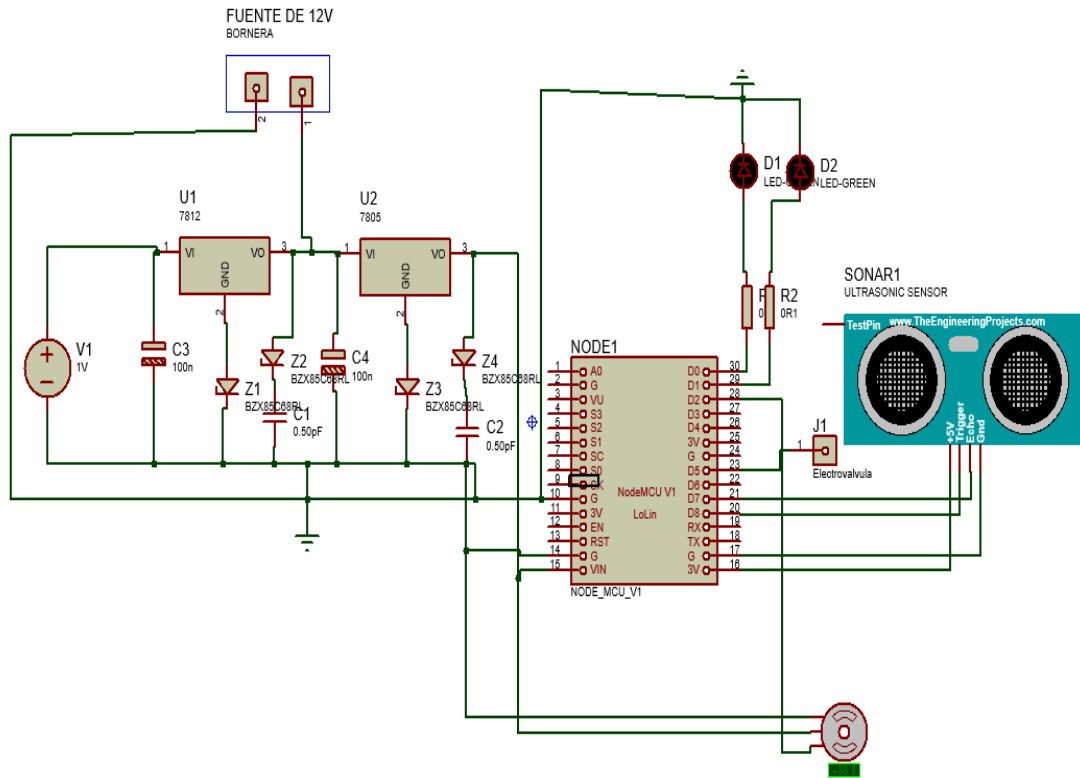 FUENTE DE 12V
BORNERA
2
1
U1
7812
1
VI
VO
3
GND
2
U2
7805
1
VI
VO
3
GND
2
V1
1V
C3
100n
Z1
BZX85C68RL
Z2
C1
0.50pF
C4
100n
Z3
BZX85C68RL
Z4
BZX85C68RL
C2
0.50pF
D1
D2
LED-GREEN
R2
0R1
SONAR1
ULTRASONIC SENSOR
TestPin
www.TheEngineeringProjects.com
+5V
Trigger
Echo
Gnd
J1
1
Electrovalvula
NODE1
1 A0 D0 30
2 G D1 29
3 VU D2 28
4 S3 D3 27
5 S2 D4 26
6 S1 3V 25
7 SC G 24
8 S0 D5 23
9 D6 22
10 G D7 21
11 3V D8 20
12 EN RX 19
13 RST TX 18
14 G G 17
15 VIN 3V 16
NodeMCU V1
LoLin
NODE_MCU_V1